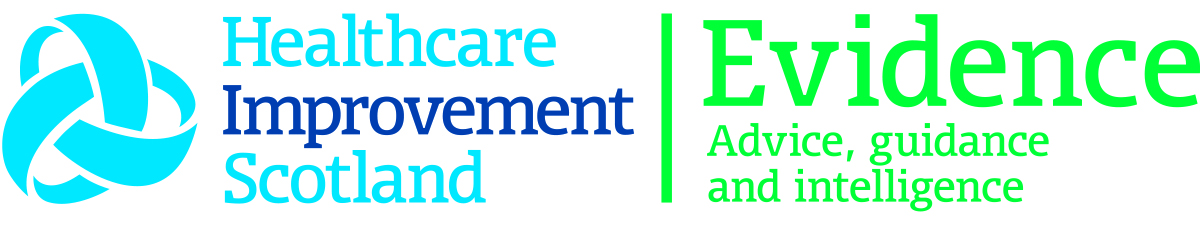 Healthcare
Improvement
Scotland
Evidence
Advice, guidance
and intelligence